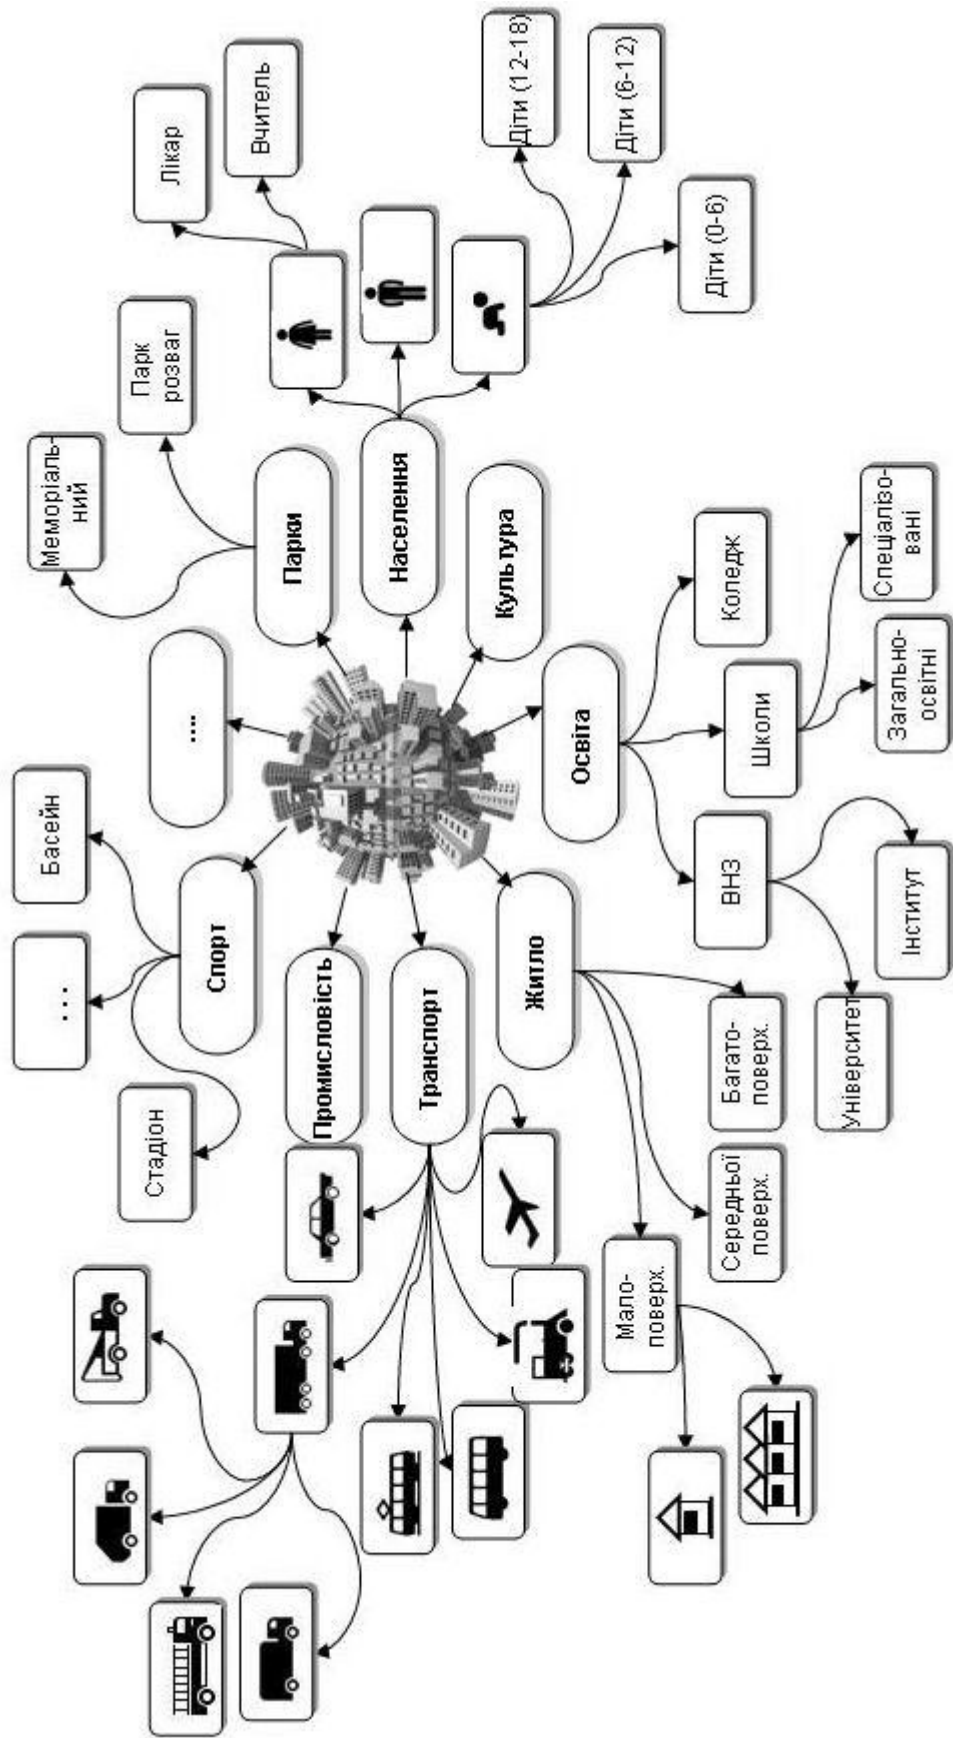 Меморіаль-
ний
Парк
розваг
Лікар
Вчитель
....
Парки
Населення
Культура
Діти (12-18)
Діти (6-12)
Діти (0-6)
Басейн
...
Стадіон
Спорт
Промисловість
Транспорт
Житло
Освіта
Коледж
Школи
ВНЗ
Спеціалізо-
вані
Загально-
освітні
Інститут
Університет
Багато-
поверх.
Середньої
поверх.
Мало-
поверх.